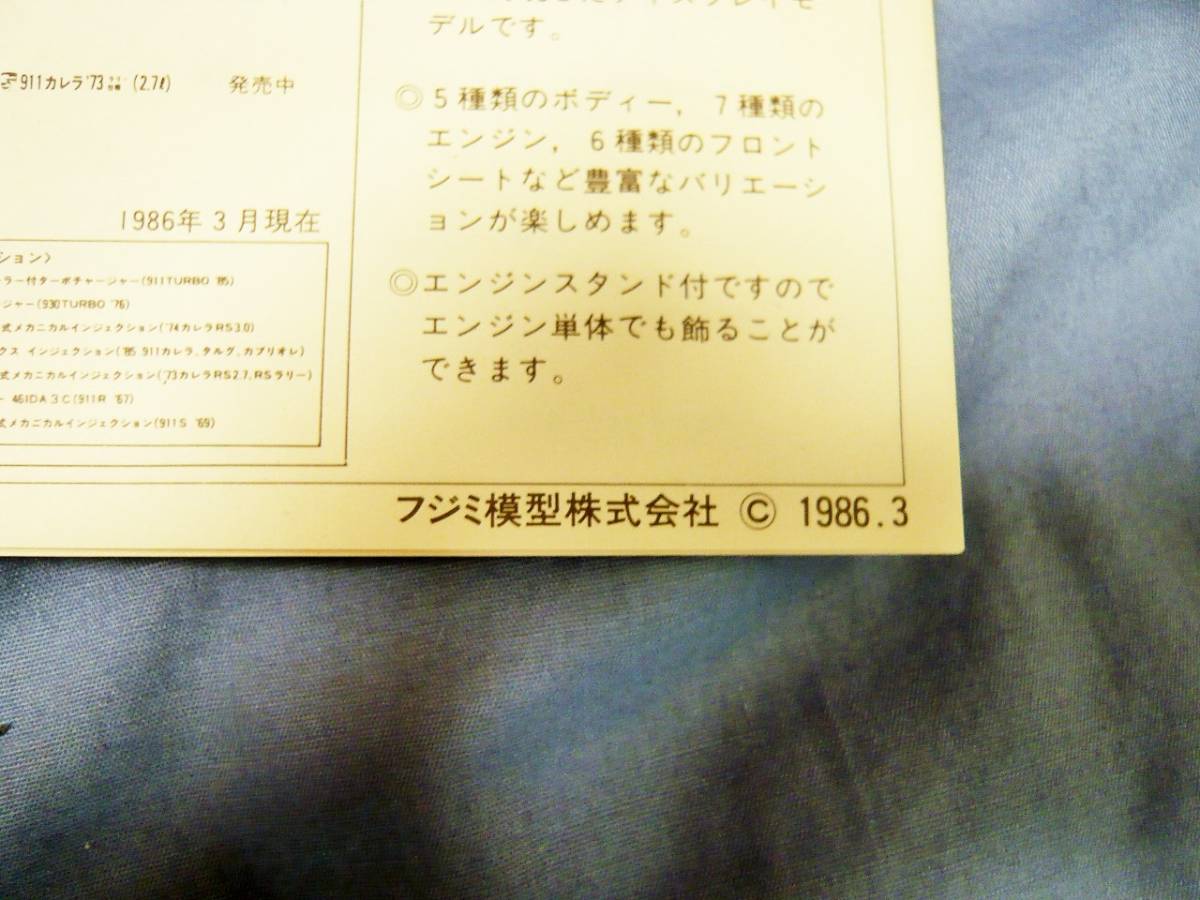 911カレラ'73 (2.7ℓ) 発売中
1986年3月現在
ション〉
ラー付ターボチャージャー(911TURBO '85)
ジャー(930TURBO '76)
式メカニカルインジェクション('74カレラRS3.0)
クス インジェクション('85 911カレラ、タルガ、カブリオレ)
式メカニカルインジェクション('73カレラRS2.7、RSラリー)
46IDA3C(911R '67)
式メカニカルインジェクション(911S '69)
ディスプレイモ
デルです。
◎5種類のボディー，7種類の
エンジン，6種類のフロント
シートなど豊富なバリエーシ
ョンが楽しめます。
◎エンジンスタンド付ですので
エンジン単体でも飾ることが
できます。
フジミ模型株式会社 © 1986.3